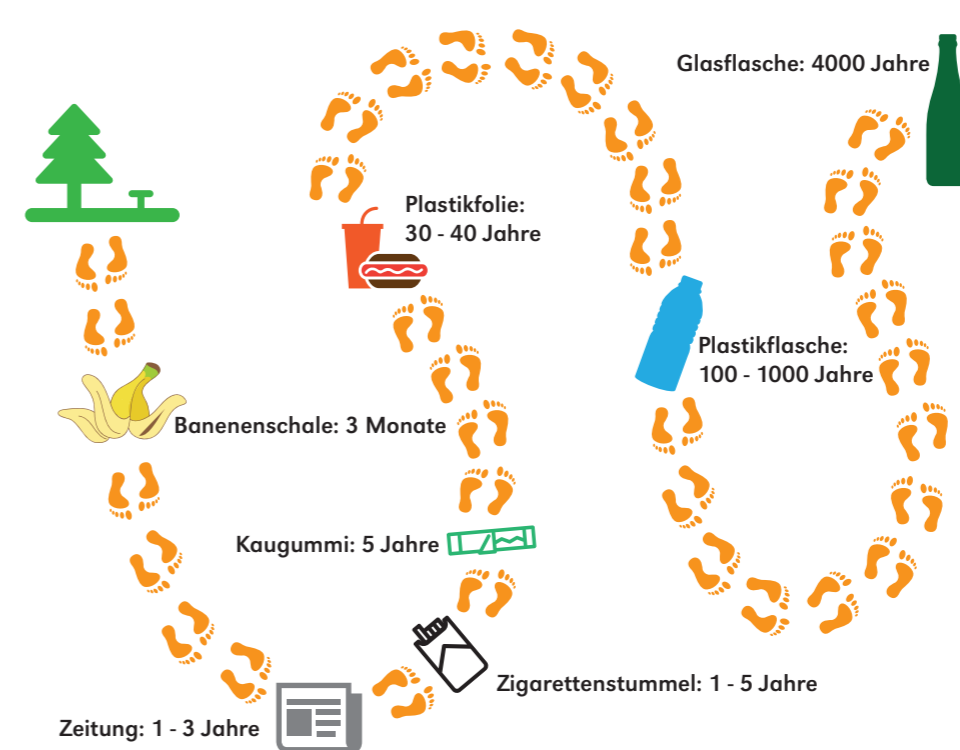 Glasflasche: 4000 Jahre
Plastikfolie:
30 - 40 Jahre
Plastikflasche:
100 - 1000 Jahre
Banenenschale: 3 Monate
Kaugummi: 5 Jahre
Zigarettenstummel: 1 - 5 Jahre
Zeitung: 1 - 3 Jahre